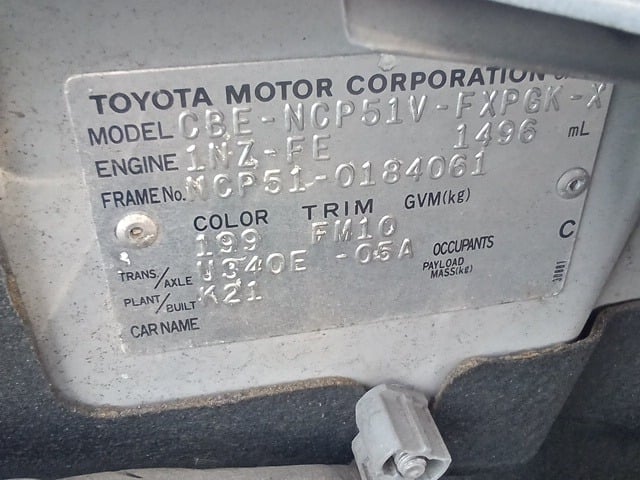 TOYOTA MOTOR CORPORATION
MODEL CBE-NCP51V-FXPGK-X
ENGINE 1NZ-FE 1496 mL
FRAME No. NCP51-0184061
COLOR TRIM GVM(kg)
199 FM10
C
TRANS/AXLE U340E -05A OCCUPANTS
PAYLOAD MASS(kg)
PLANT/BUILT K21
CAR NAME